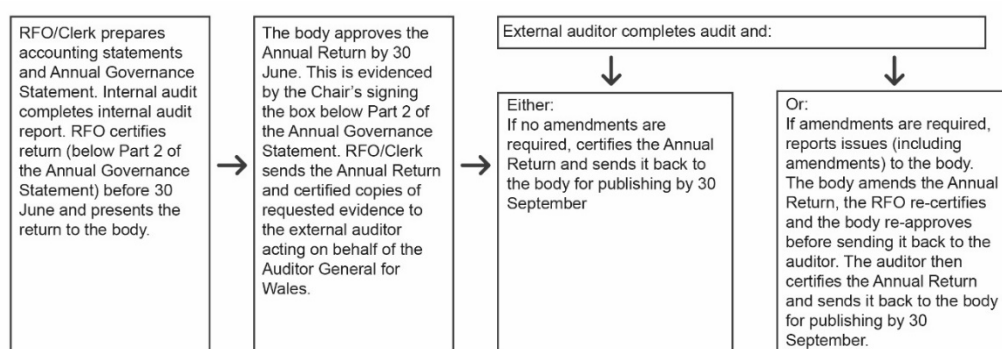 RFO/Clerk prepares
accounting statements
and Annual Governance
Statement. Internal audit
completes internal audit
report. RFO certifies
return (below Part 2 of
the Annual Governance
Statement) before 30
June and presents the
return to the body.
The body approves the
Annual Return by 30
June. This is evidenced
by the Chair's signing
the box below Part 2 of
the Annual Governance
Statement. RFO/Clerk
sends the Annual Return
and certified copies of
requested evidence to
the external auditor
acting on behalf of the
Auditor General for
Wales.
External auditor completes audit and:
Either:
If no amendments are
required, certifies the Annual
Return and sends it back to
the body for publishing by 30
September
Or:
If amendments are required,
reports issues (including
amendments) to the body.
The body amends the Annual
Return, the RFO re-certifies
and the body re-approves
before sending it back to the
auditor. The auditor then
certifies the Annual Return
and sends it back to the body
for publishing by 30
September.